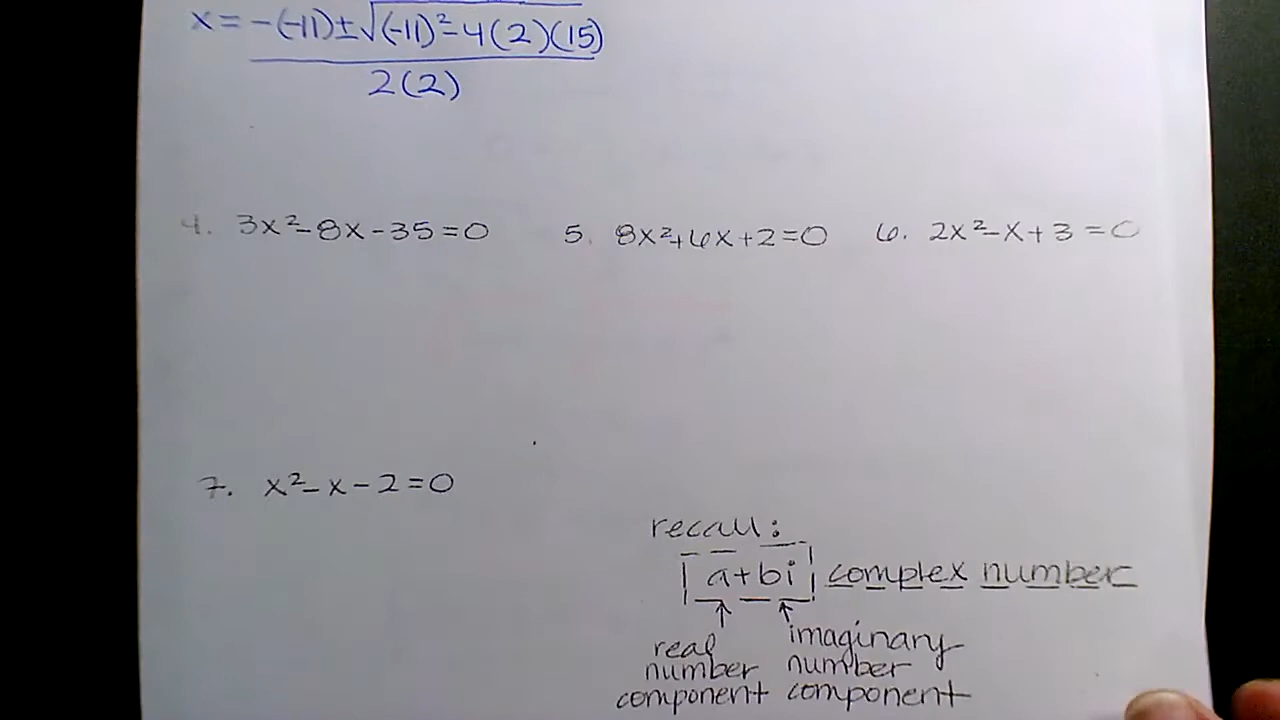 x = -(-11)±√(-11)²-4(2)(15)
2(2)
4. 3x²-8x-35=0
5. 8x²+6x+2=0
6. 2x²-x+3=0
7. x²-x-2=0
recall:
a+bi complex number
real number component
imaginary number component